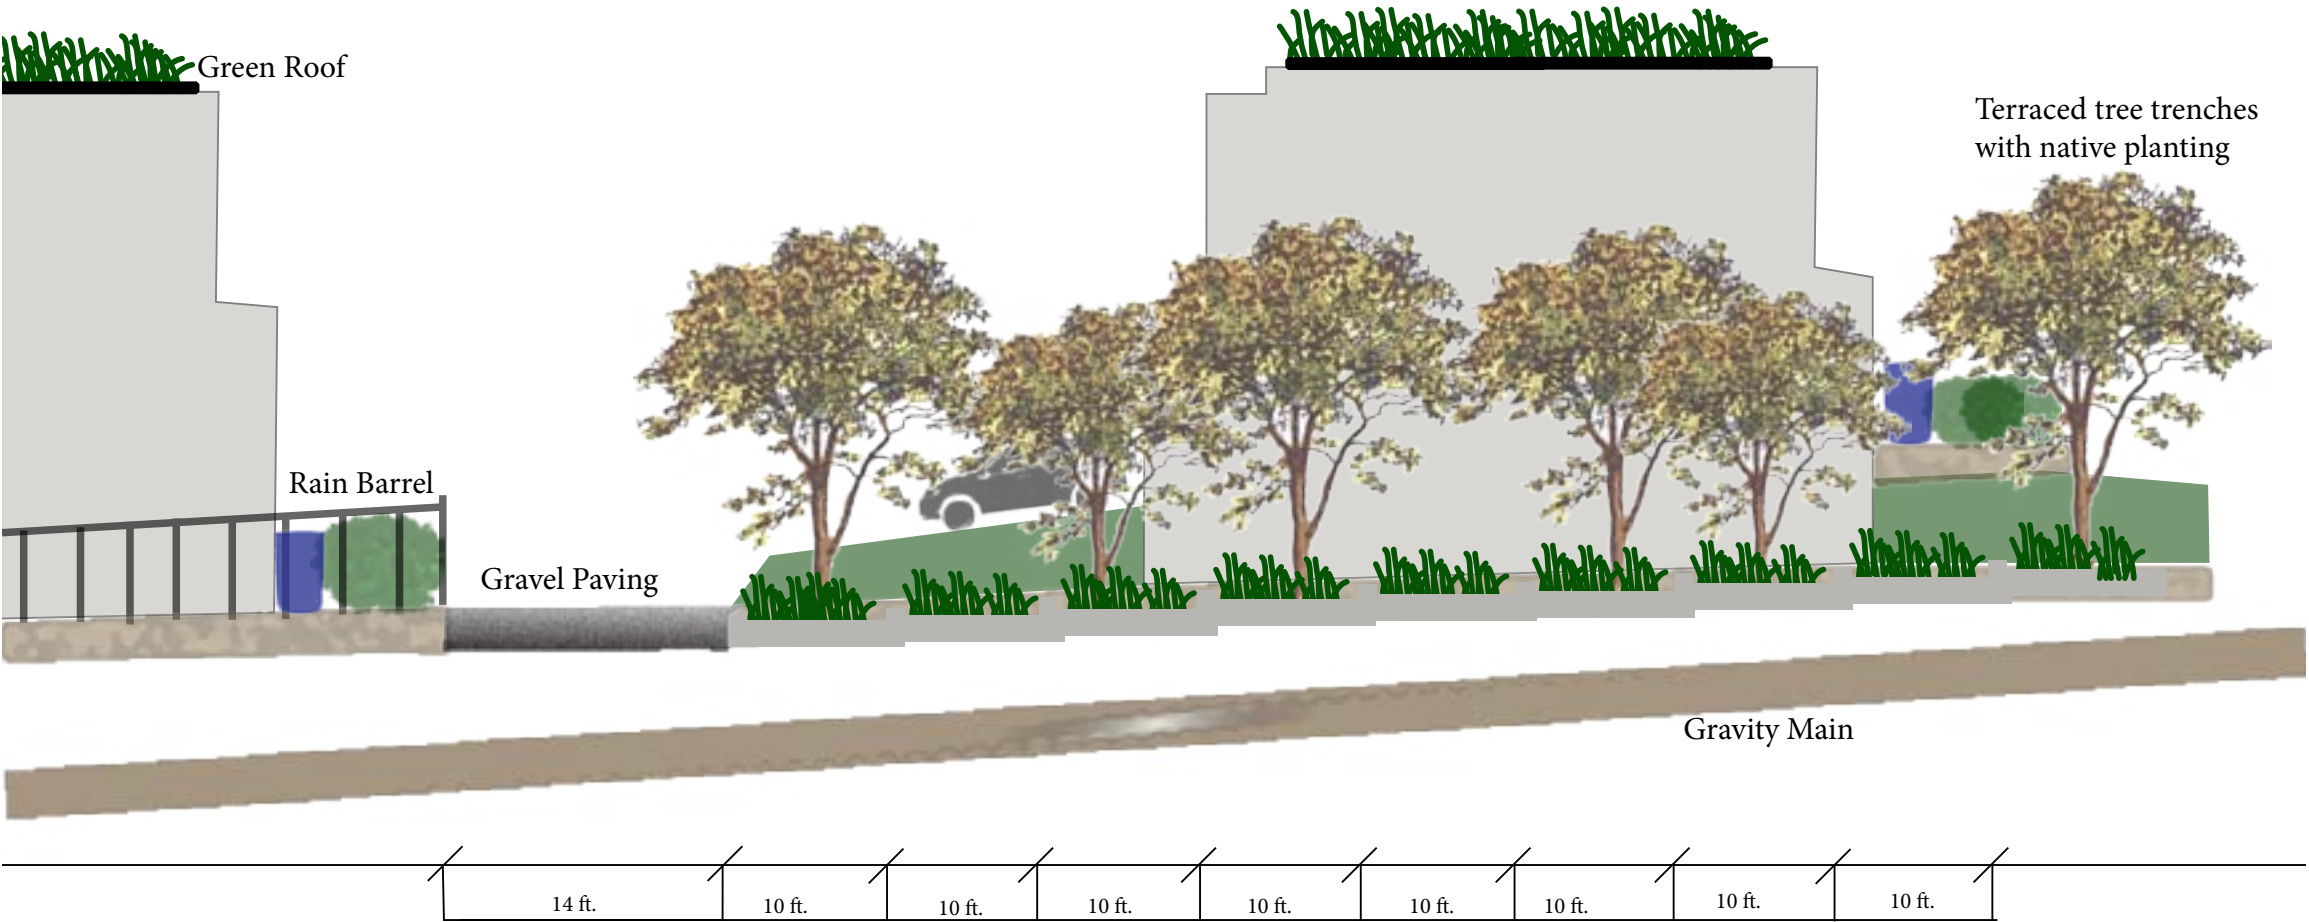 Green Roof
Terraced tree trenches
with native planting
Rain Barrel
Gravel Paving
Gravity Main
14 ft.
10 ft.
10 ft.
10 ft.
10 ft.
10 ft.
10 ft.
10 ft.
10 ft.